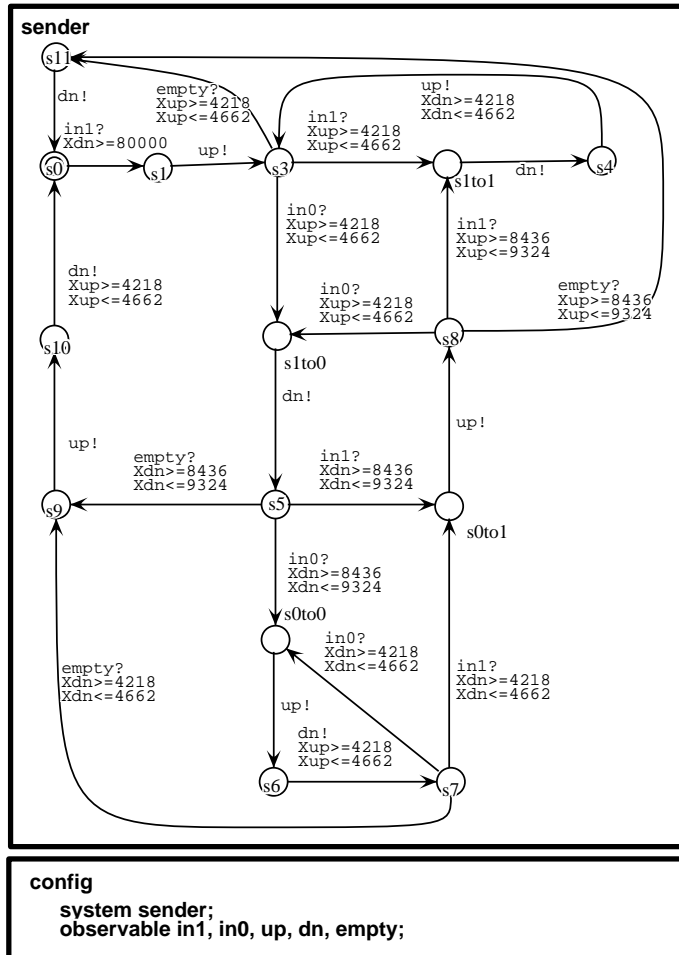 sender
s11
dn!
empty?
Xup>=4218
Xup<=4662
up!
Xdn>=4218
Xdn<=4662
in1?
Xdn>=80000
in1?
Xup>=4218
Xup<=4662
s0
s1
up!
s3
s1to1
dn!
s4
in0?
Xup>=4218
Xup<=4662
in1?
Xup>=8436
Xup<=9324
dn!
Xup>=4218
Xup<=4662
in0?
Xup>=4218
Xup<=4662
empty?
Xup>=8436
Xup<=9324
s10
s1to0
s8
dn!
up!
up!
empty?
Xdn>=8436
Xdn<=9324
in1?
Xdn>=8436
Xdn<=9324
s9
s5
s0to1
in0?
Xdn>=8436
Xdn<=9324
s0to0
in0?
Xdn>=4218
Xdn<=4662
empty?
Xdn>=4218
Xdn<=4662
in1?
Xdn>=4218
Xdn<=4662
up!
dn!
Xup>=4218
Xup<=4662
s6
s7
config
system sender;
observable in1, in0, up, dn, empty;